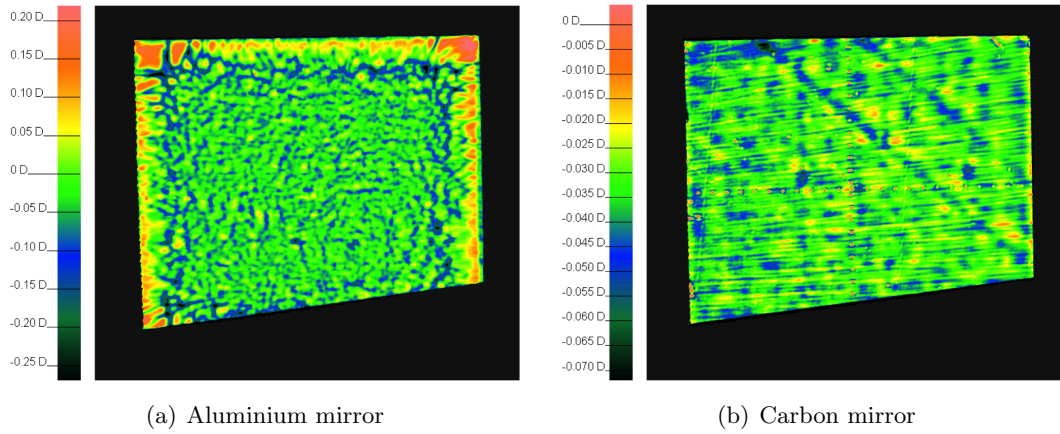 0.20 D
0.15 D
0.10 D
0.05 D
0 D
-0.05 D
-0.10 D
-0.15 D
-0.20 D
-0.25 D
(a) Aluminium mirror
0 D
-0.005 D
-0.010 D
-0.015 D
-0.020 D
-0.025 D
-0.030 D
-0.035 D
-0.040 D
-0.045 D
-0.050 D
-0.055 D
-0.060 D
-0.065 D
-0.070 D
(b) Carbon mirror